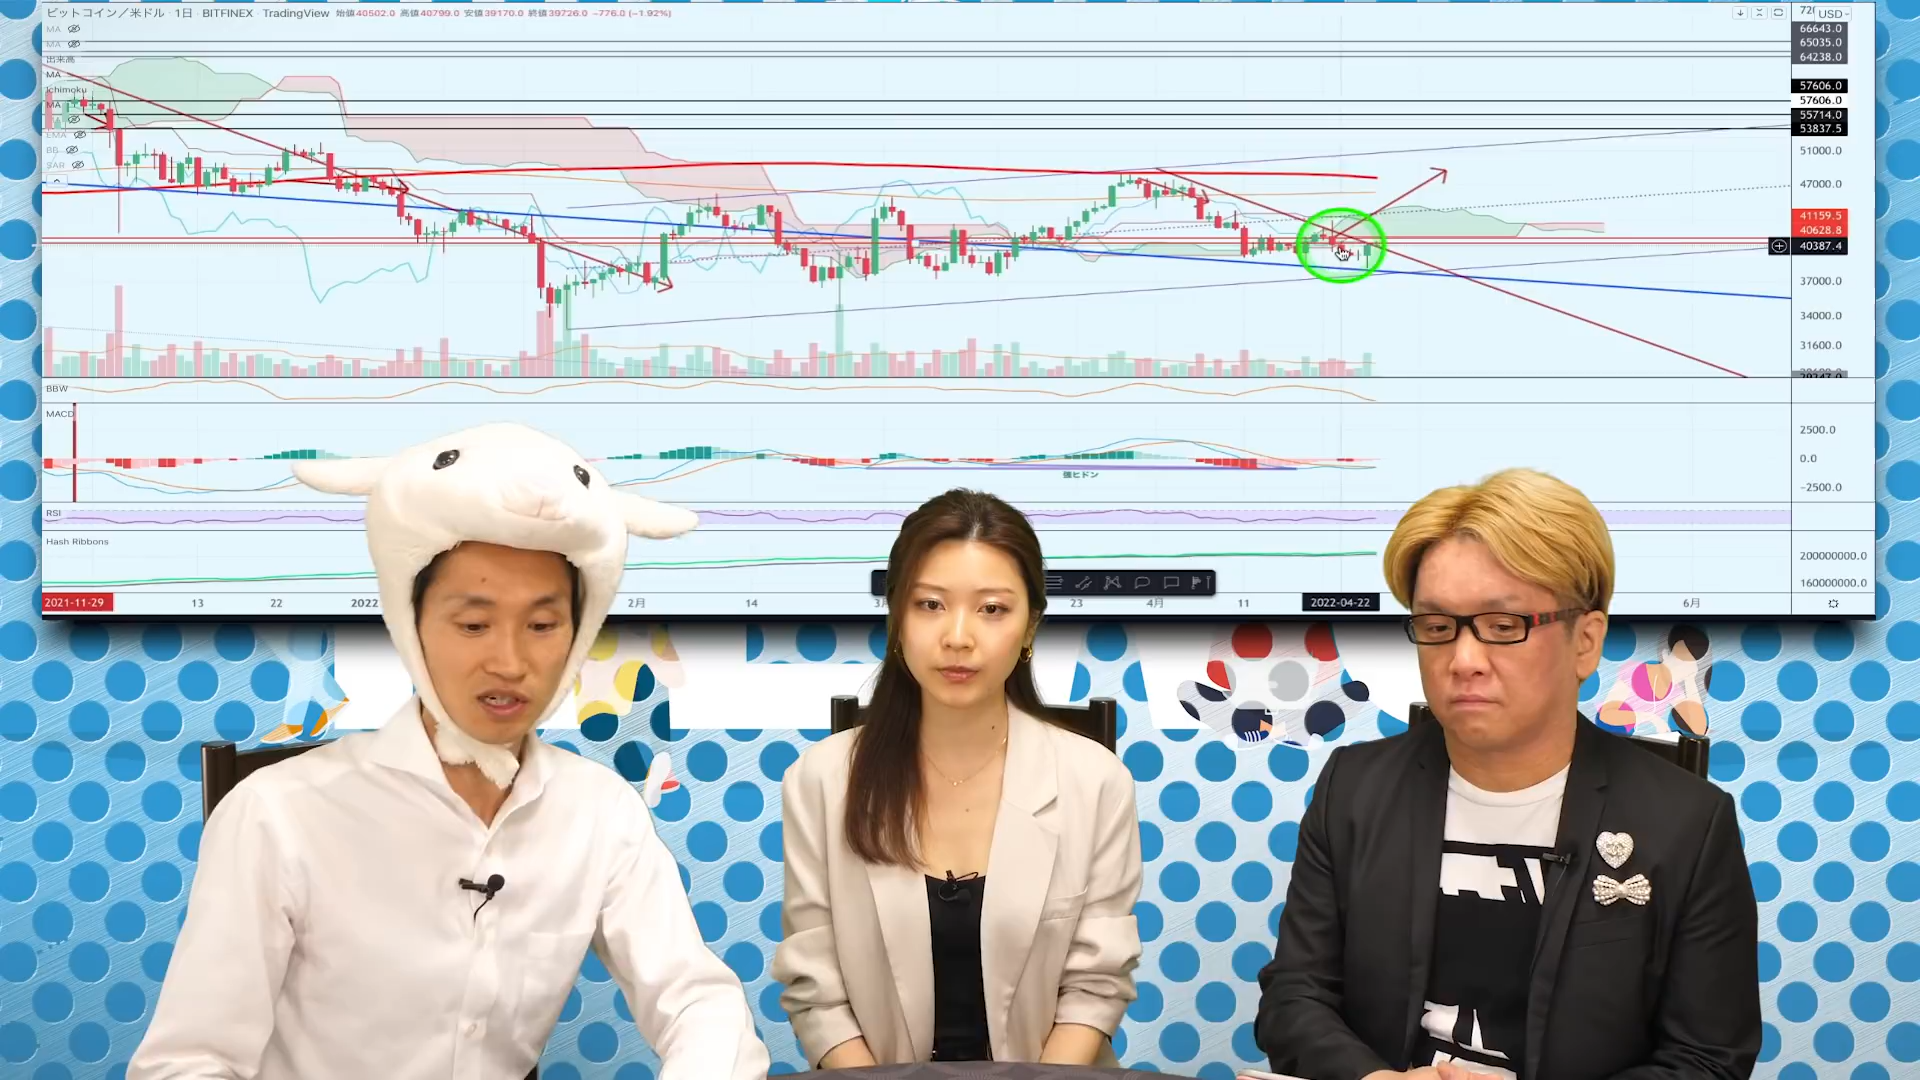 ビットコイン／米ドル · 1日 · BITFINEX · TradingView 始値40502.0 高値40799.0 安値39170.0 終値39726.0 −776.0 (−1.92%)
MA
MA
出来高
MA
Ichimoku
MA
EMA
BB
SAR
USD
66643.0
65035.0
64238.0
57606.0
57606.0
55714.0
53837.5
51000.0
47000.0
41159.5
40628.8
40387.4
37000.0
34000.0
31600.0
BBW
MACD
2500.0
0.0
−2500.0
強ヒドン
RSI
Hash Ribbons
200000000.0
160000000.0
2021-11-29 13 22 2022 2月 14 23 4月 11 2022-04-22 6月